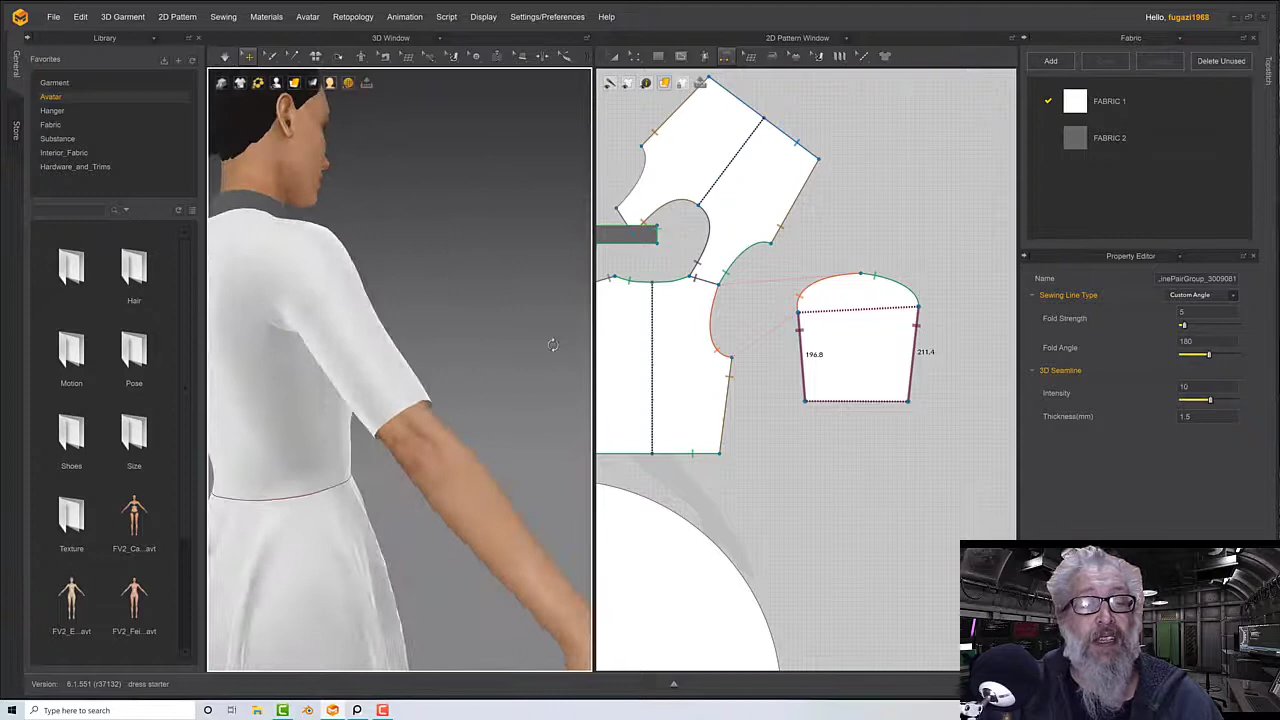 File Edit 3D Garment 2D Pattern Sewing Materials Avatar Retopology Animation Script Display Settings/Preferences Help
Hello, fugazi1968
Library
3D Window
2D Pattern Window
Fabric
General
Store
Topstitch
Favorites
Garment
Avatar
Hanger
Fabric
Substance
Interior_Fabric
Hardware_and_Trims
Hair
Motion
Pose
Shoes
Size
Texture
FV2_Ca...avt
FV2_E...avt
FV2_Fei...avt
196.8
211.4
Add
Delete Unused
FABRIC 1
FABRIC 2
Property Editor
Name
_inePairGroup_3009081
Sewing Line Type
Custom Angle
Fold Strength
5
Fold Angle
180
3D Seamline
Intensity
10
Thickness(mm)
1.5
Version: 6.1.551 (r37132) dress starter
Type here to search